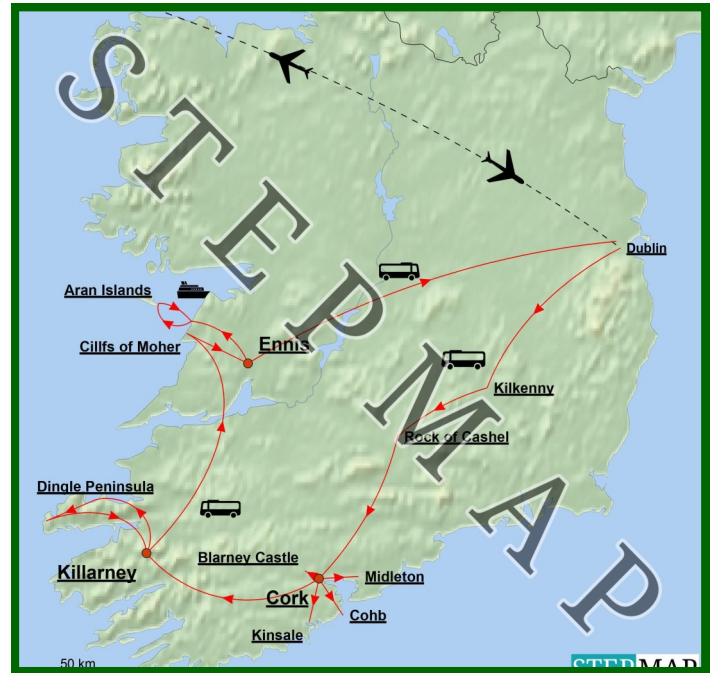 STEPMAP
Dublin
Aran Islands
Cillfs of Moher
Ennis
Kilkenny
Rock of Cashel
Dingle Peninsula
Blarney Castle
Killarney
Midleton
Cork
Cohb
Kinsale
50 km
STEPMAP